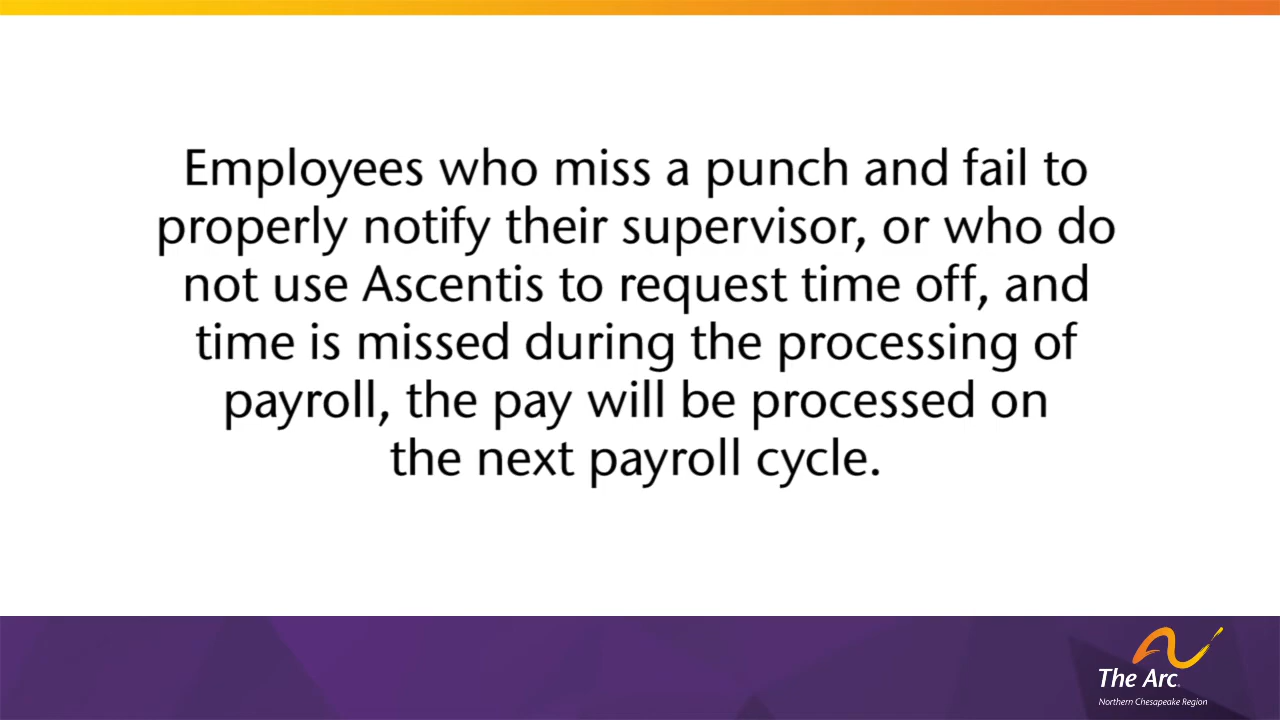 Employees who miss a punch and fail to
properly notify their supervisor, or who do
not use Ascentis to request time off, and
time is missed during the processing of
payroll, the pay will be processed on
the next payroll cycle.
The Arc.
Northern Chesapeake Region